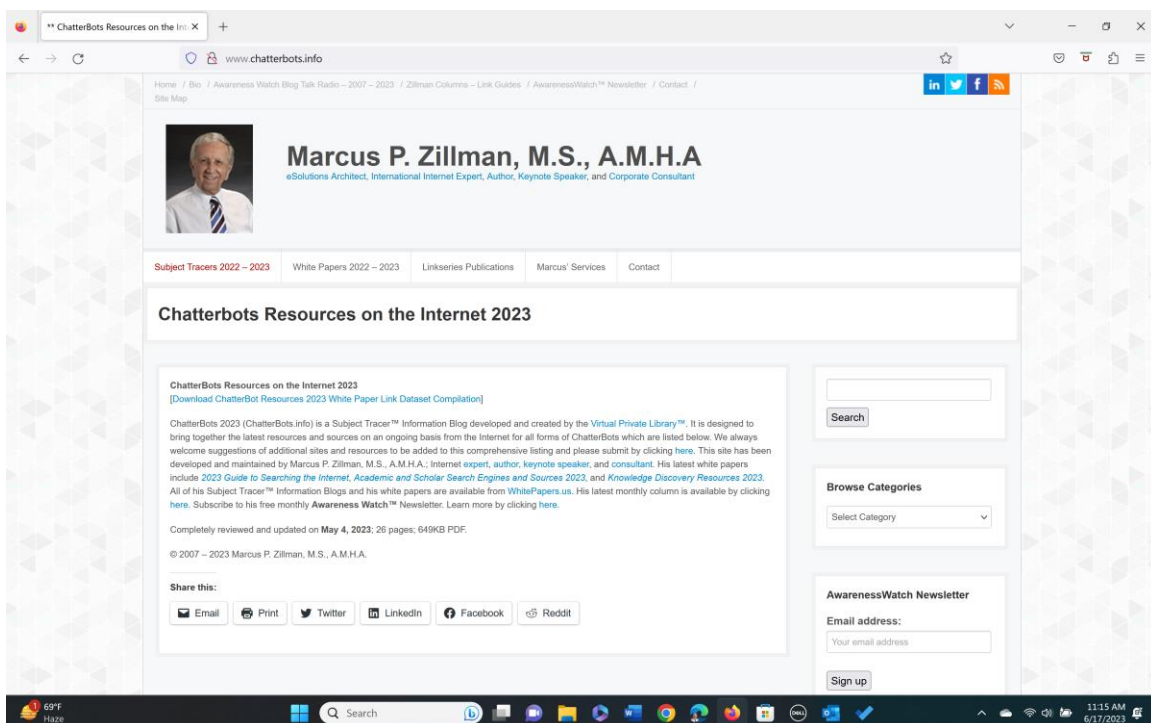 ** ChatterBots Resources on the Int
www.chatterbots.info
Home / Bio / Awareness Watch Blog Talk Radio – 2007 – 2023 / Zillman Columns – Link Guides / AwarenessWatch™ Newsletter / Contact /
Site Map
in f
Marcus P. Zillman, M.S., A.M.H.A
eSolutions Architect, International Internet Expert, Author, Keynote Speaker, and Corporate Consultant
Subject Tracers 2022 – 2023 White Papers 2022 – 2023 Linkseries Publications Marcus' Services Contact
Chatterbots Resources on the Internet 2023
ChatterBots Resources on the Internet 2023
[Download ChatterBot Resources 2023 White Paper Link Dataset Compilation]
ChatterBots 2023 (ChatterBots.info) is a Subject Tracer™ Information Blog developed and created by the Virtual Private Library™. It is designed to
bring together the latest resources and sources on an ongoing basis from the Internet for all forms of ChatterBots which are listed below. We always
welcome suggestions of additional sites and resources to be added to this comprehensive listing and please submit by clicking here. This site has been
developed and maintained by Marcus P. Zillman, M.S., A.M.H.A.; Internet expert, author, keynote speaker, and consultant. His latest white papers
include 2023 Guide to Searching the Internet, Academic and Scholar Search Engines and Sources 2023, and Knowledge Discovery Resources 2023.
All of his Subject Tracer™ Information Blogs and his white papers are available from WhitePapers.us. His latest monthly column is available by clicking
here. Subscribe to his free monthly Awareness Watch™ Newsletter. Learn more by clicking here.
Completely reviewed and updated on May 4, 2023; 26 pages; 649KB PDF.
© 2007 – 2023 Marcus P. Zillman, M.S., A.M.H.A.
Share this:
Email Print Twitter LinkedIn Facebook Reddit
Search
Browse Categories
Select Category
AwarenessWatch Newsletter
Email address:
Your email address
Sign up
1
69°F
Haze
Search
DELL
11:15 AM
6/17/2023